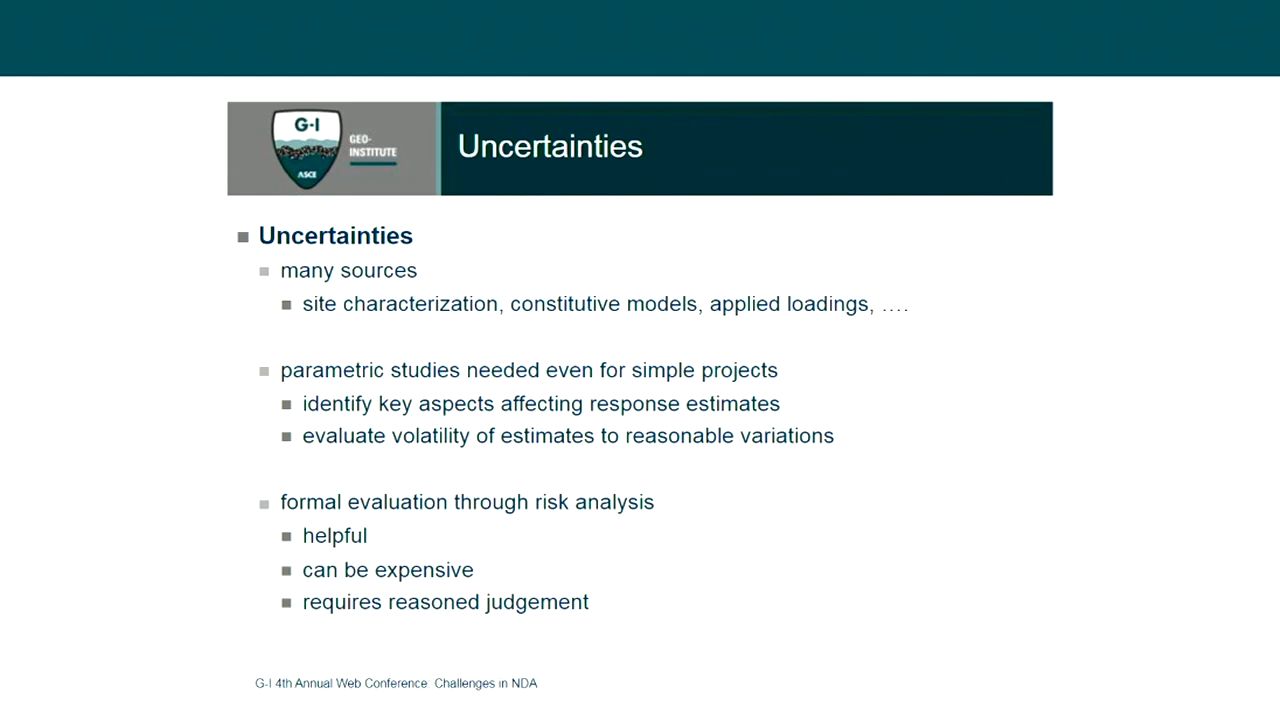 G-I
GEO-
INSTITUTE
ASCE
Uncertainties
Uncertainties
many sources
site characterization, constitutive models, applied loadings, ....
parametric studies needed even for simple projects
identify key aspects affecting response estimates
evaluate volatility of estimates to reasonable variations
formal evaluation through risk analysis
helpful
can be expensive
requires reasoned judgement
G-I 4th Annual Web Conference: Challenges in NDA